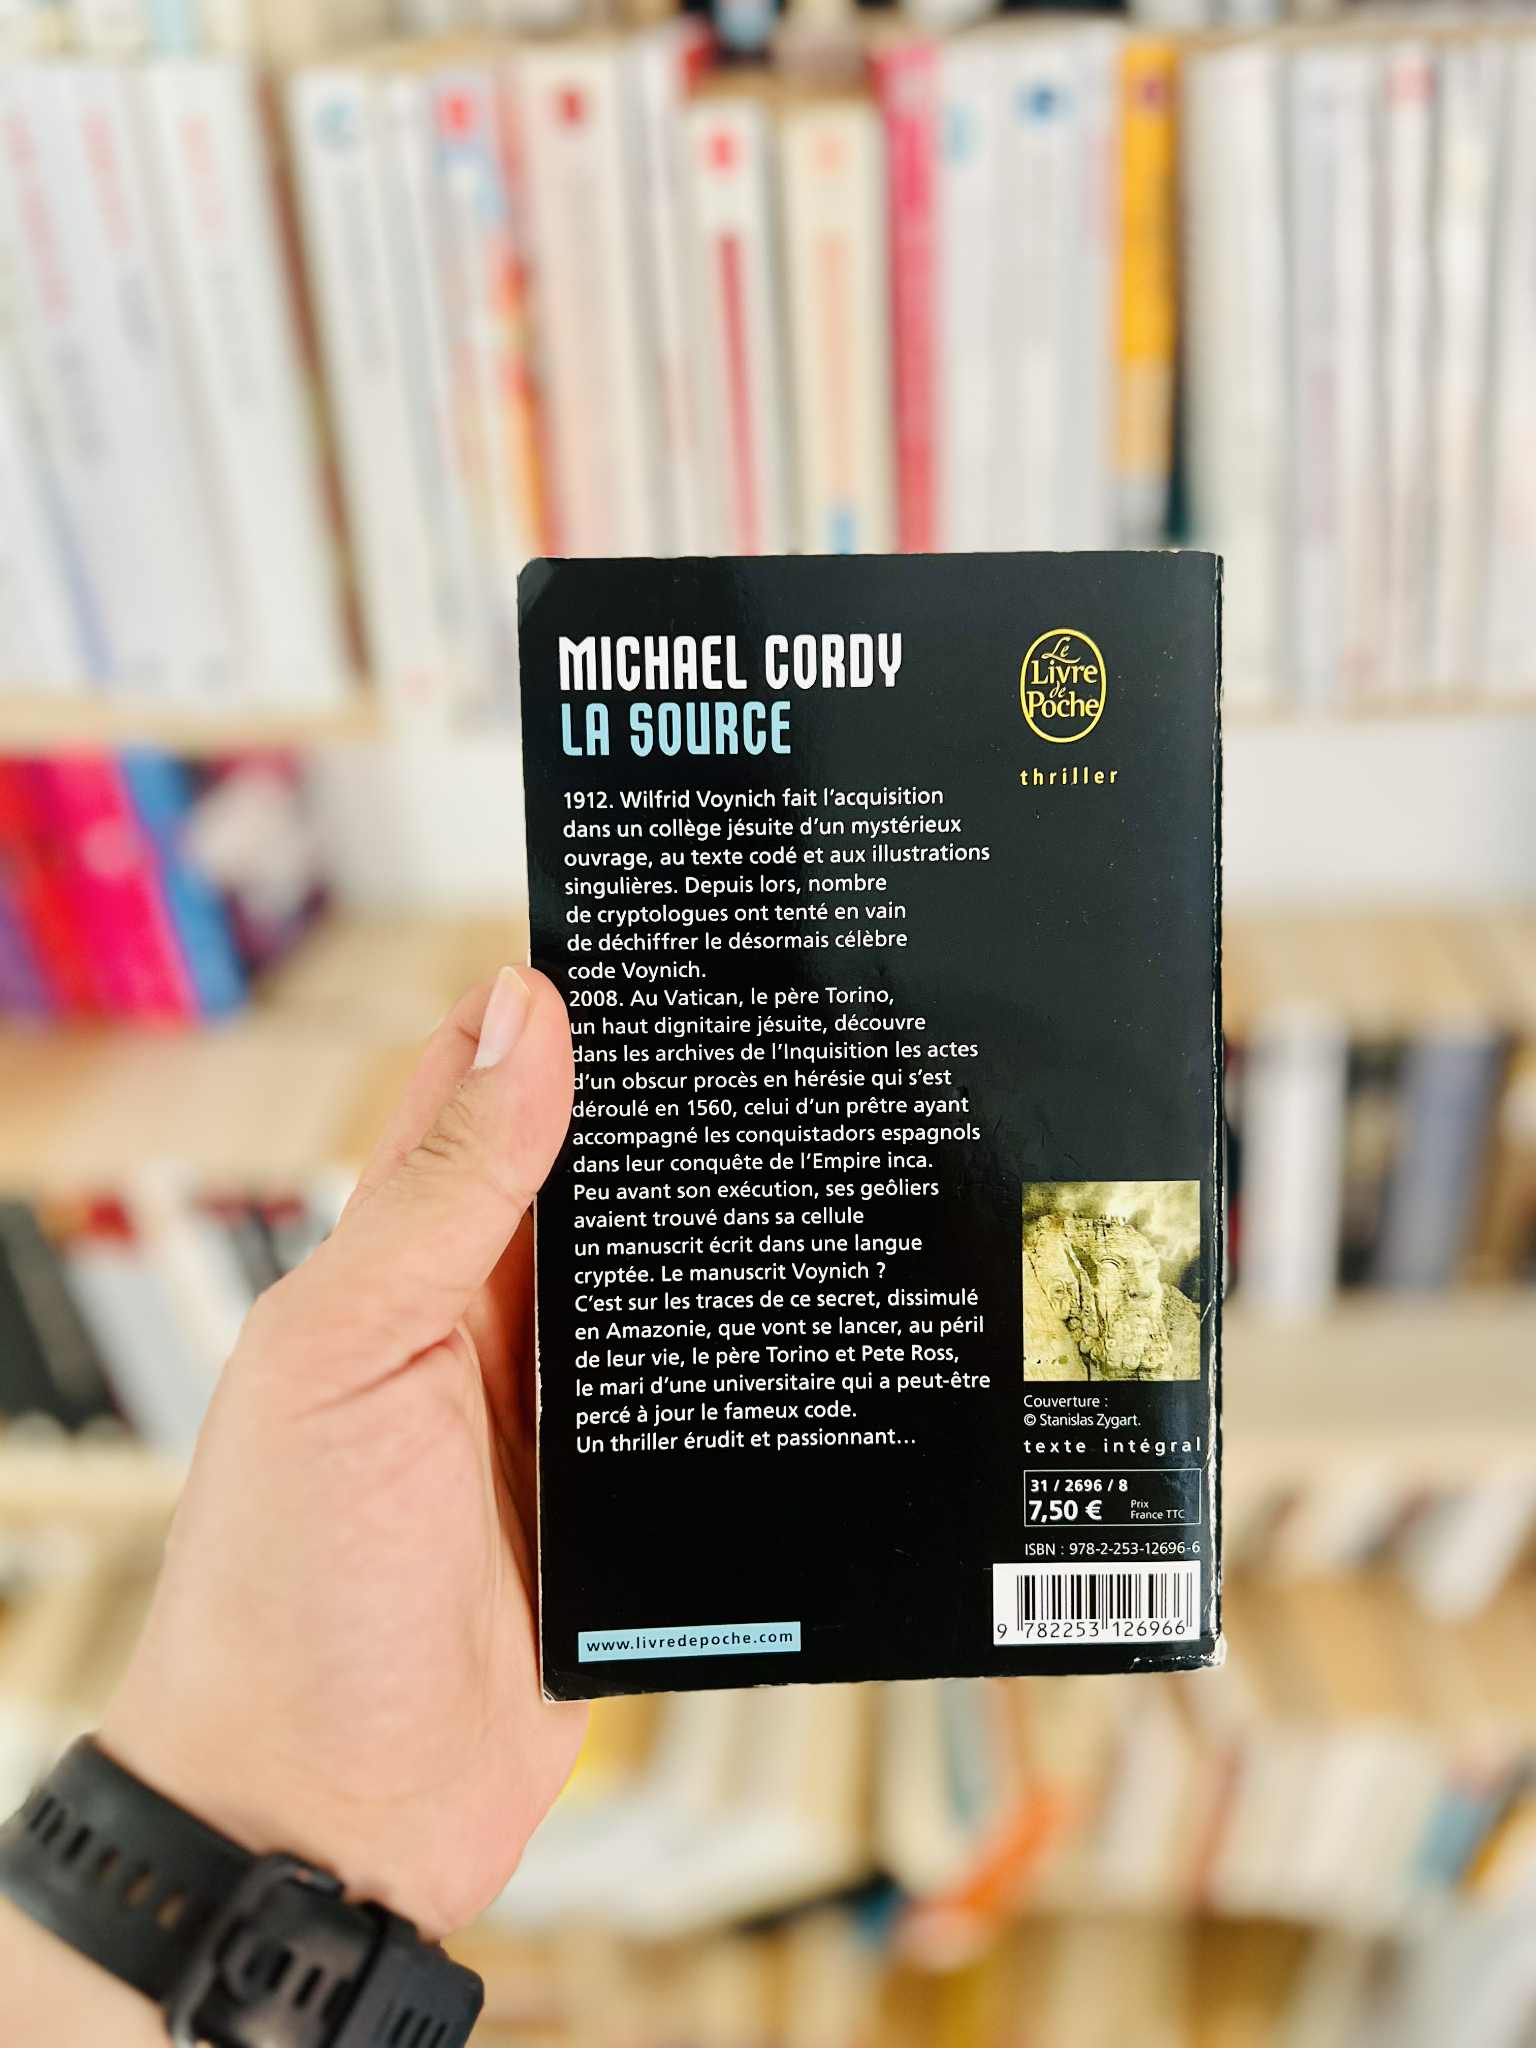 MICHAEL CORDY
LA SOURCE
Le
Livre
de
Poche
thriller
1912. Wilfrid Voynich fait l’acquisition
dans un collège jésuite d’un mystérieux
ouvrage, au texte codé et aux illustrations
singulières. Depuis lors, nombre
de cryptologues ont tenté en vain
de déchiffrer le désormais célèbre
code Voynich.
2008. Au Vatican, le père Torino,
un haut dignitaire jésuite, découvre
dans les archives de l’Inquisition les actes
d’un obscur procès en hérésie qui s’est
déroulé en 1560, celui d’un prêtre ayant
accompagné les conquistadors espagnols
dans leur conquête de l’Empire inca.
Peu avant son exécution, ses geôliers
avaient trouvé dans sa cellule
un manuscrit écrit dans une langue
cryptée. Le manuscrit Voynich ?
C’est sur les traces de ce secret, dissimulé
en Amazonie, que vont se lancer, au péril
de leur vie, le père Torino et Pete Ross,
le mari d’une universitaire qui a peut-être
percé à jour le fameux code.
Un thriller érudit et passionnant…
Couverture :
© Stanislas Zygart.
texte intégral
31 / 2696 / 8
7,50 € Prix
France TTC
ISBN : 978-2-253-12696-6
9 782253 126966
www.livredepoche.com